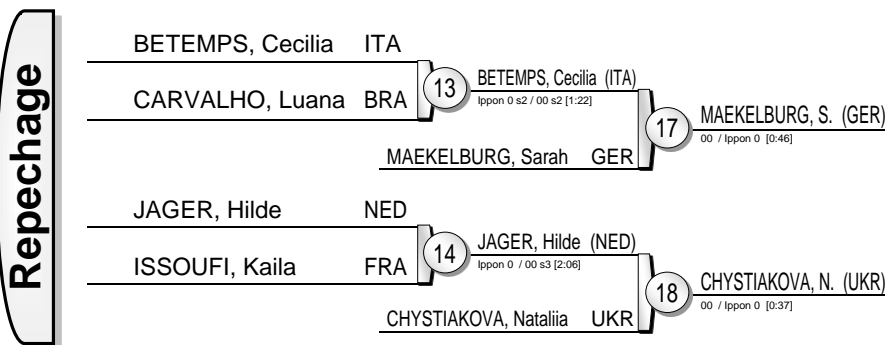 Repechage
BETEMPS, Cecilia ITA
CARVALHO, Luana BRA
13
BETEMPS, Cecilia (ITA)
Ippon 0 s2 / 00 s2 [1:22]
MAEKELBURG, Sarah GER
17
MAEKELBURG, S. (GER)
00 / Ippon 0 [0:46]
JAGER, Hilde NED
ISSOUFI, Kaila FRA
14
JAGER, Hilde (NED)
Ippon 0 / 00 s3 [2:06]
CHYSTIAKOVA, Nataliia UKR
18
CHYSTIAKOVA, N. (UKR)
00 / Ippon 0 [0:37]